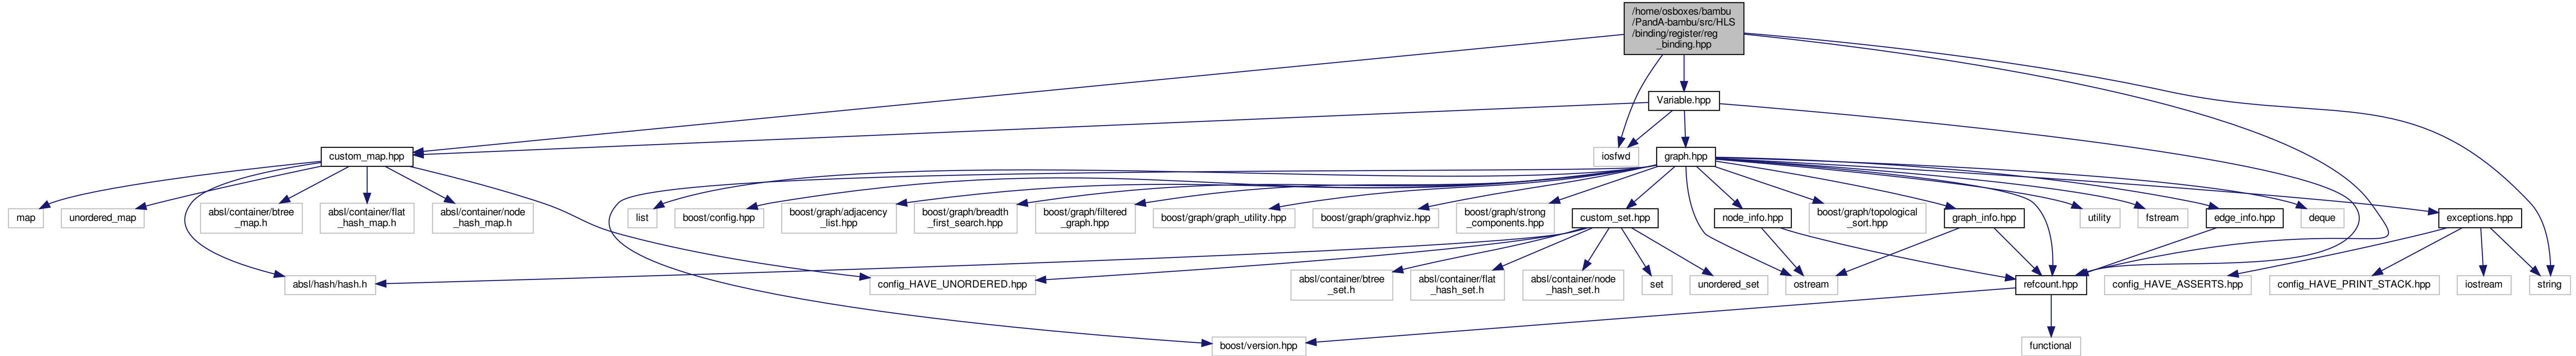 /home/osboxes/bambu
/PandA-bambu/src/HLS
/binding/register/reg
_binding.hpp
Variable.hpp
custom_map.hpp
iosfwd
graph.hpp
map
unordered_map
absl/container/btree
_map.h
absl/container/flat
_hash_map.h
absl/container/node
_hash_map.h
list
boost/config.hpp
boost/graph/adjacency
_list.hpp
boost/graph/breadth
_first_search.hpp
boost/graph/filtered
_graph.hpp
boost/graph/graph_utility.hpp
boost/graph/graphviz.hpp
boost/graph/strong
_components.hpp
custom_set.hpp
node_info.hpp
boost/graph/topological
_sort.hpp
graph_info.hpp
utility
fstream
edge_info.hpp
deque
exceptions.hpp
absl/hash/hash.h
config_HAVE_UNORDERED.hpp
absl/container/btree
_set.h
absl/container/flat
_hash_set.h
absl/container/node
_hash_set.h
set
unordered_set
ostream
refcount.hpp
config_HAVE_ASSERTS.hpp
config_HAVE_PRINT_STACK.hpp
iostream
string
boost/version.hpp
functional